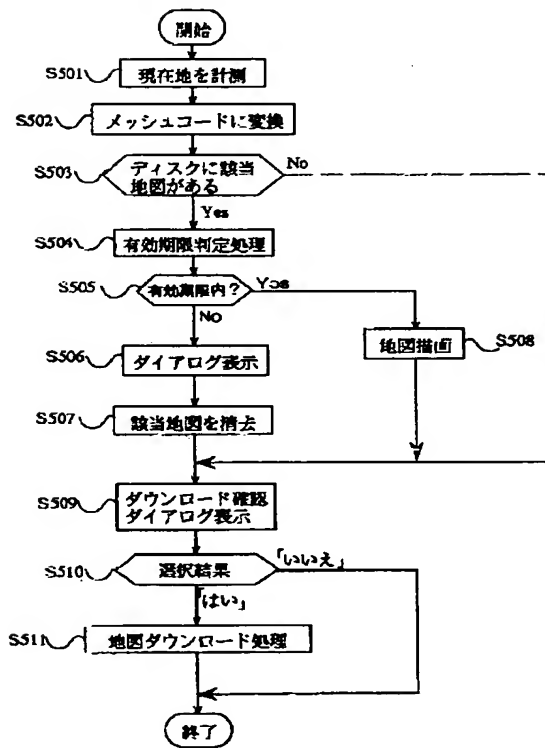 開始
S501
現在地を計測
S502
メッシュコードに変換
S503
ディスクに該当
地図がある
No
Yes
S504
有効期限判定処理
S505
有効期限内?
Yes
No
S506
ダイアログ表示
地図描画
S508
S507
該当地図を消去
S509
ダウンロード確認
ダイアログ表示
S510
選択結果
「いいえ」
「はい」
S511
地図ダウンロード処理
終了